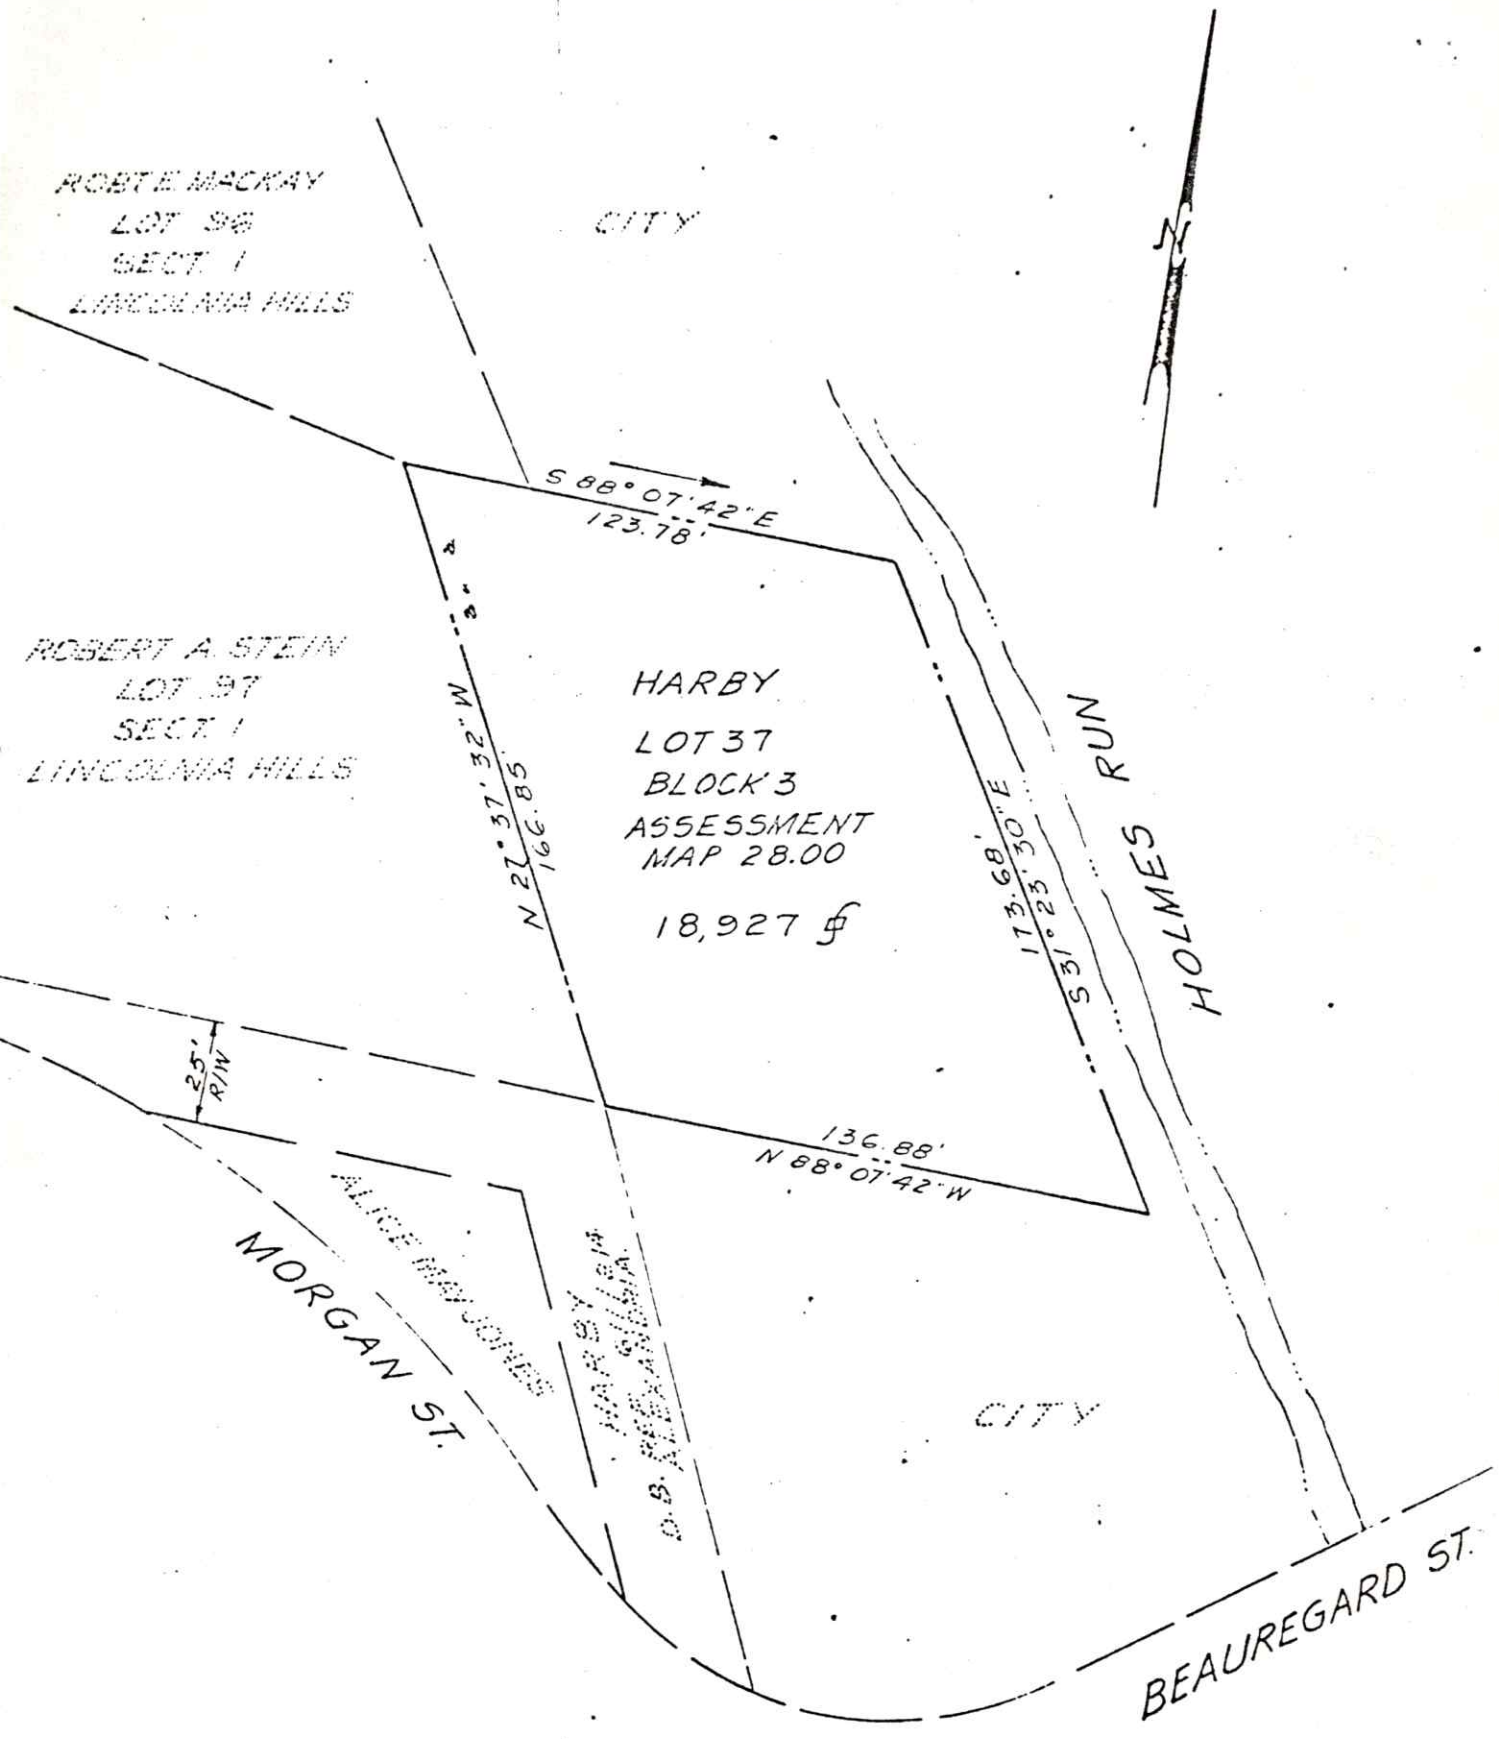 ROBT E. MACKAY
LOT 96
SECT. 1
LINCOLNIA HILLS
CITY
N
S 88° 07' 42" E
123.78'
ROBERT A. STEIN
LOT 97
SECT. 1
LINCOLNIA HILLS
N 27° 37' 32" W
166.85'
HARBY
LOT 37
BLOCK 3
ASSESSMENT
MAP 28.00
18,927
173.68'
S 31° 23' 30" E
HOLMES RUN
25'
R/W
136.88'
N 88° 07' 42" W
ALICE MAY JONES
MORGAN ST.
HARBY
D.B.
CITY
BEAUREGARD ST.